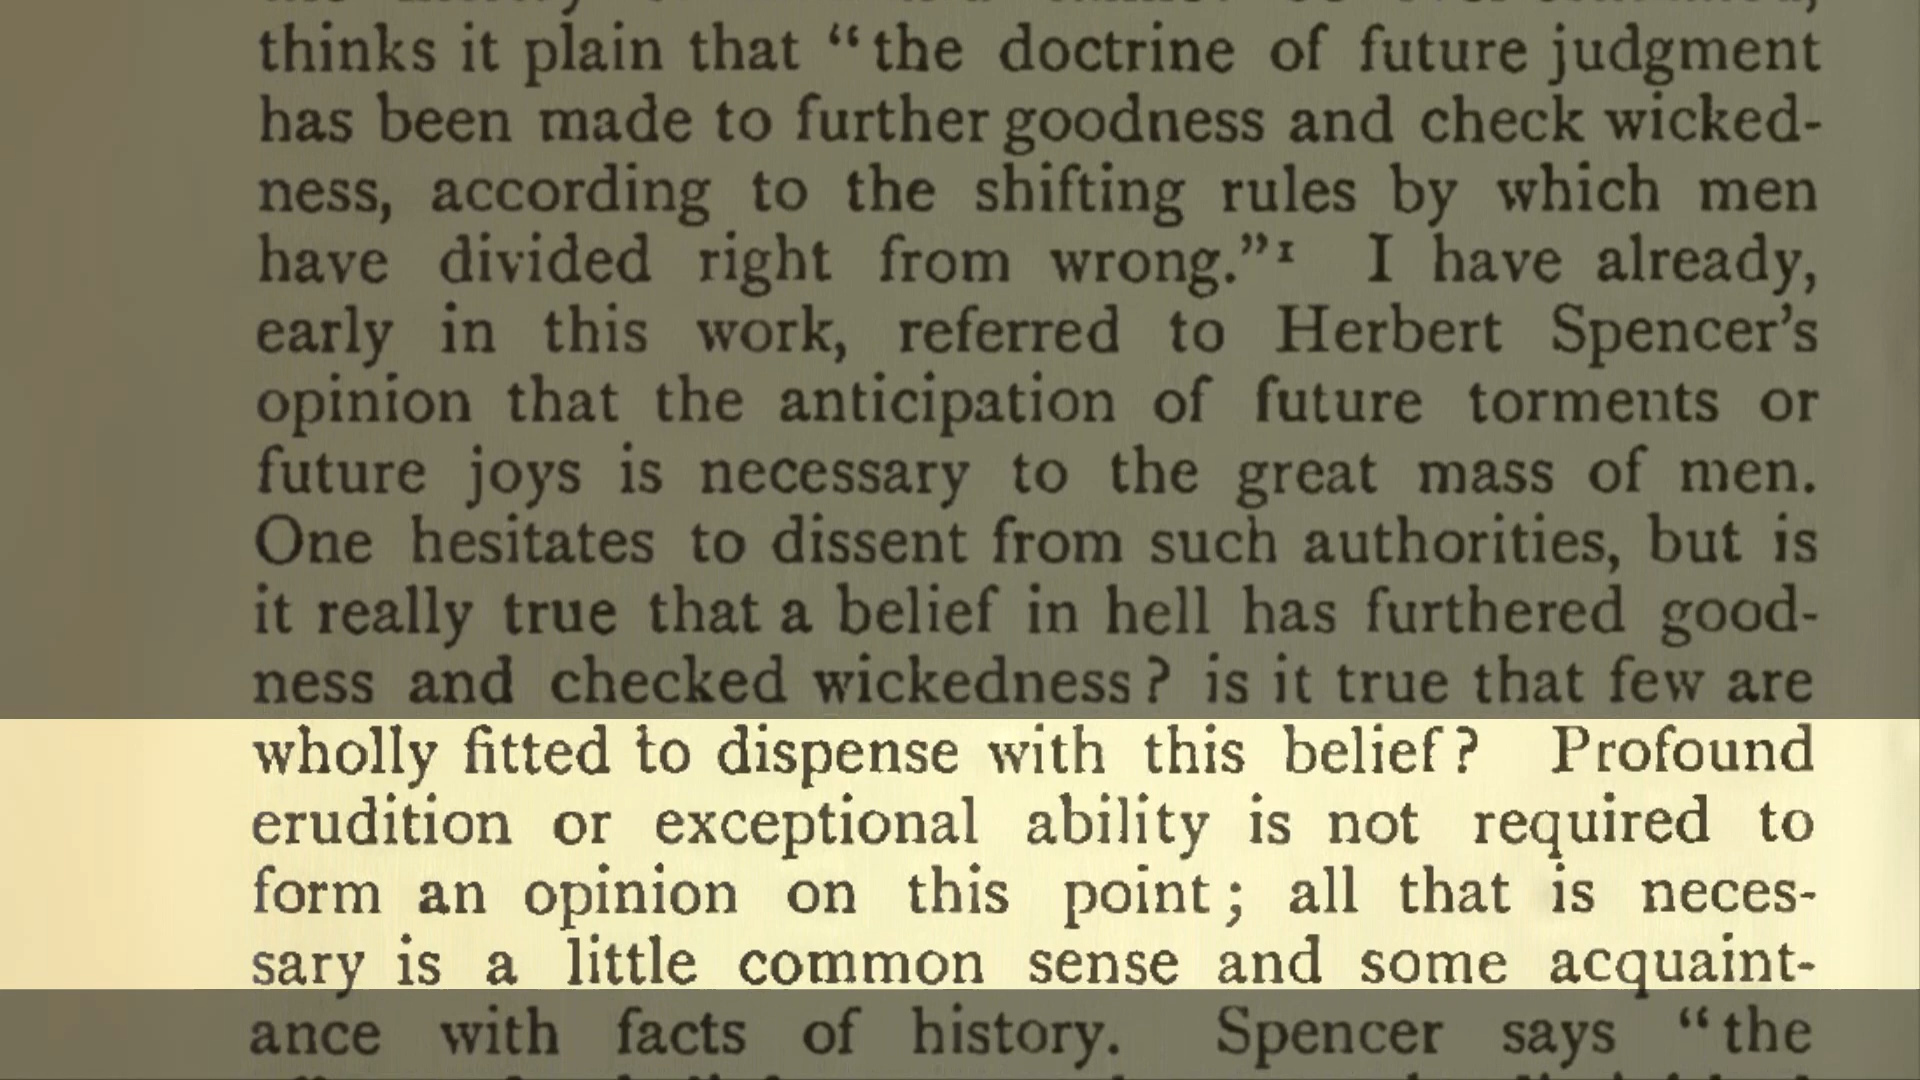 thinks it plain that “the doctrine of future judgment
has been made to further goodness and check wicked-
ness, according to the shifting rules by which men
have divided right from wrong.”¹ I have already,
early in this work, referred to Herbert Spencer’s
opinion that the anticipation of future torments or
future joys is necessary to the great mass of men.
One hesitates to dissent from such authorities, but is
it really true that a belief in hell has furthered good-
ness and checked wickedness? is it true that few are
wholly fitted to dispense with this belief? Profound
erudition or exceptional ability is not required to
form an opinion on this point; all that is neces-
sary is a little common sense and some acquaint-
ance with facts of history. Spencer says “the